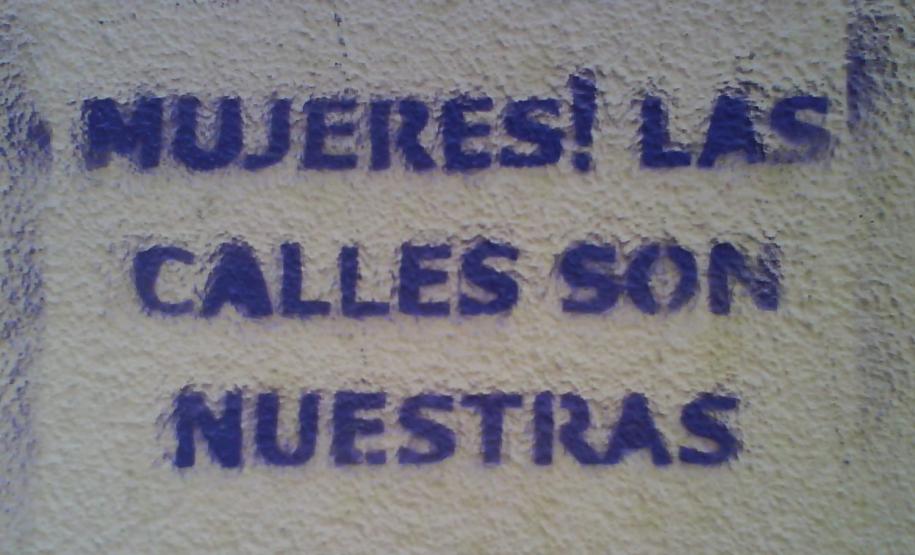 MUJERES! LAS
CALLES SON
NUESTRAS